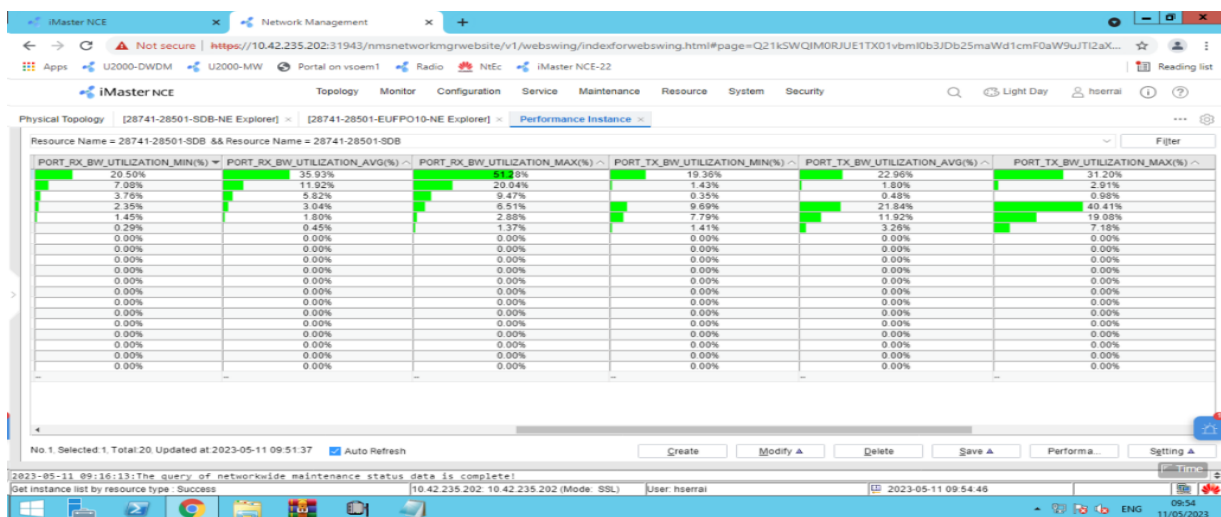 iMaster NCE
Network Management
Not secure | https://10.42.235.202:31943/nmsnetworkmgrwebsite/v1/webswing/indexforwebswing.html#page=Q21kSWQIM0RJUE1TX01vbmI0b3JDb25maWd1cmF0aW9uJTI2aX...
Apps U2000-DWDM U2000-MW Portal on vsoem1 Radio NtEc iMaster NCE-22 Reading list
iMaster NCE Topology Monitor Configuration Service Maintenance Resource System Security Light Day hserrai
Physical Topology [28741-28501-SDB-NE Explorer] × [28741-28501-EUFPO10-NE Explorer] × Performance Instance ×
Resource Name = 28741-28501-SDB && Resource Name = 28741-28501-SDB Filter
PORT_RX_BW_UTILIZATION_MIN(%) PORT_RX_BW_UTILIZATION_AVG(%) PORT_RX_BW_UTILIZATION_MAX(%) PORT_TX_BW_UTILIZATION_MIN(%) PORT_TX_BW_UTILIZATION_AVG(%) PORT_TX_BW_UTILIZATION_MAX(%)
20.50% 35.93% 51.28% 19.36% 22.96% 31.20%
7.08% 11.92% 20.04% 1.43% 1.80% 2.91%
3.76% 5.82% 9.47% 0.35% 0.48% 0.98%
2.35% 3.04% 6.51% 9.69% 21.84% 40.41%
1.45% 1.80% 2.88% 7.79% 11.92% 19.08%
0.29% 0.45% 1.37% 1.41% 3.26% 7.18%
0.00% 0.00% 0.00% 0.00% 0.00% 0.00%
0.00% 0.00% 0.00% 0.00% 0.00% 0.00%
0.00% 0.00% 0.00% 0.00% 0.00% 0.00%
0.00% 0.00% 0.00% 0.00% 0.00% 0.00%
0.00% 0.00% 0.00% 0.00% 0.00% 0.00%
0.00% 0.00% 0.00% 0.00% 0.00% 0.00%
0.00% 0.00% 0.00% 0.00% 0.00% 0.00%
0.00% 0.00% 0.00% 0.00% 0.00% 0.00%
0.00% 0.00% 0.00% 0.00% 0.00% 0.00%
0.00% 0.00% 0.00% 0.00% 0.00% 0.00%
0.00% 0.00% 0.00% 0.00% 0.00% 0.00%
0.00% 0.00% 0.00% 0.00% 0.00% 0.00%
0.00% 0.00% 0.00% 0.00% 0.00% 0.00%
-- -- -- -- -- --
No.1, Selected:1, Total:20, Updated at:2023-05-11 09:51:37 Auto Refresh Create Modify Delete Save Performa... Setting
Time
2023-05-11 09:16:13:The query of networkwide maintenance status data is complete!
Get instance list by resource type : Success 10.42.235.202: 10.42.235.202 (Mode: SSL) User: hserrai 2023-05-11 09:54:46
ENG 09:54
11/05/2023